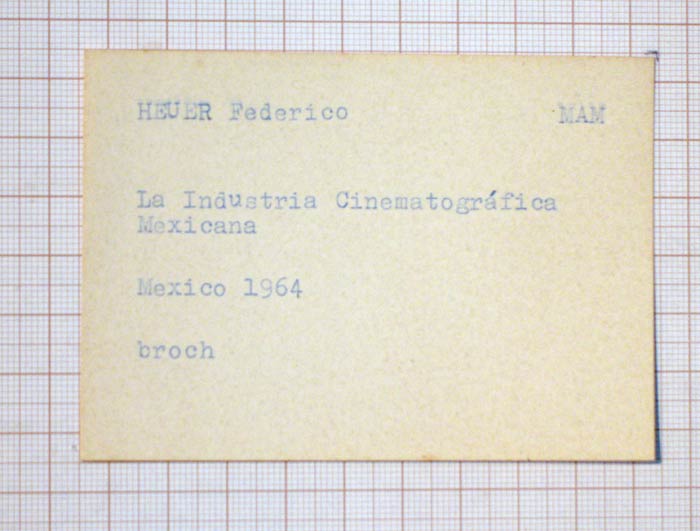 HEUER Federico MAM
La Industria Cinematográfica
Mexicana
Mexico 1964
broch